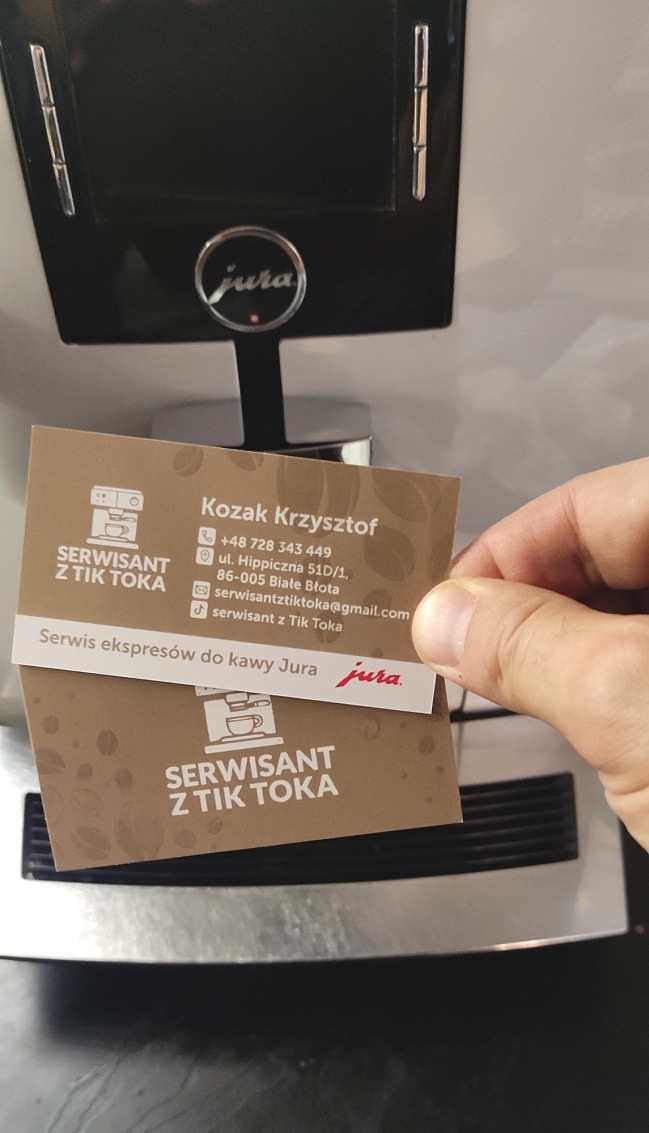 jura
Kozak Krzysztof
+48 728 343 449
ul. Hippiczna 51D/1,
86-005 Białe Błota
serwisantztiktoka@gmail.com
serwisant z Tik Toka
SERWISANT
Z TIK TOKA
Serwis ekspresów do kawy Jura
jura
SERWISANT
Z TIK TOKA